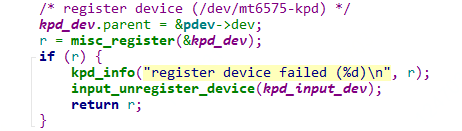 /* register device (/dev/mt6575-kpd) */
kpd_dev.parent = &pdev->dev;
r = misc_register(&kpd_dev);
if (r) {
    kpd_info("register device failed (%d)\n", r);
    input_unregister_device(kpd_input_dev);
    return r;
}